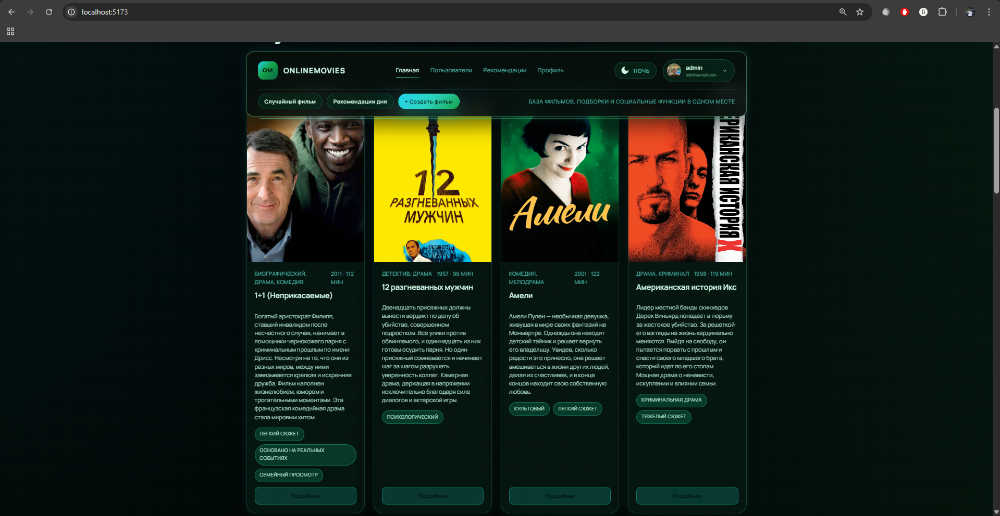 localhost:5173
OM ONLINEMOVIES
Главная Пользователи Рекомендации Профиль
НОЧЬ
admin
admin@mail.com
Случайный фильм Рекомендации дня + Создать фильм
БАЗА ФИЛЬМОВ, ПОДБОРКИ И СОЦИАЛЬНЫЕ ФУНКЦИИ В ОДНОМ МЕСТЕ
БИОГРАФИЧЕСКИЙ, 2011 · 112
ДРАМА, КОМЕДИЯ МИН
1+1 (Неприкасаемые)
Богатый аристократ Филипп,
ставший инвалидом после
несчастного случая, нанимает в
помощники чернокожего парня с
криминальным прошлым по имени
Дрисс. Несмотря на то, что они из
разных миров, между ними
завязывается крепкая и искренняя
дружба. Фильм наполнен
жизнелюбием, юмором и
трогательными моментами. Эта
французская комедийная драма
стала мировым хитом.
ЛЕГКИЙ СЮЖЕТ
ОСНОВАНО НА РЕАЛЬНЫХ
СОБЫТИЯХ
СЕМЕЙНЫЙ ПРОСМОТР
Подробнее
12
РАЗГНЕВАННЫХ
МУЖЧИН
ДЕТЕКТИВ, ДРАМА 1957 · 96 МИН
12 разгневанных мужчин
Двенадцать присяжных должны
вынести вердикт по делу об
убийстве, совершенном
подростком. Все улики против
обвиняемого, и одиннадцать из них
готовы осудить парня. Но один
присяжный сомневается и начинает
шаг за шагом разрушать
уверенность коллег. Камерная
драма, держащая в напряжении
исключительно благодаря силе
диалогов и актерской игры.
ПСИХОЛОГИЧЕСКИЙ
Подробнее
Амели
КОМЕДИЯ, 2001 · 122
МЕЛОДРАМА МИН
Амели
Амели Пулен — необычная девушка,
живущая в мире своих фантазий на
Монмартре. Однажды она находит
детский тайник и решает вернуть
его владельцу. Увидев, сколько
радости это принесло, она решает
вмешиваться в жизни других людей,
делая их счастливее, и в конце
концов находит свою собственную
любовь.
КУЛЬТОВЫЙ ЛЕГКИЙ СЮЖЕТ
Подробнее
РИКАНСКАЯ ИСТОРИЯ X
ДРАМА, КРИМИНАЛ 1998 · 119 МИН
Американская история Икс
Лидер местной банды скинхедов
Дерек Виньярд попадает в тюрьму
за жестокое убийство. За решеткой
его взгляды на жизнь кардинально
меняются. Выйдя на свободу, он
пытается порвать с прошлым и
спасти своего младшего брата,
который идет по его стопам.
Мощная драма о ненависти,
искуплении и влиянии семьи.
КРИМИНАЛЬНАЯ ДРАМА
ТЯЖЕЛЫЙ СЮЖЕТ
Подробнее